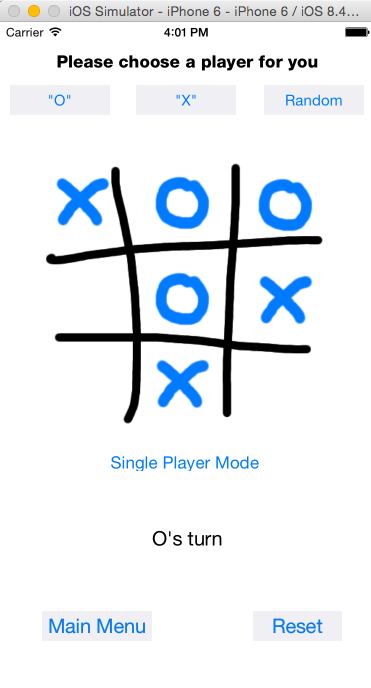 iOS Simulator - iPhone 6 - iPhone 6 / iOS 8.4...
Carrier 4:01 PM
Please choose a player for you
"O" "X" Random
X O O
O X
X
Single Player Mode
O's turn
Main Menu Reset